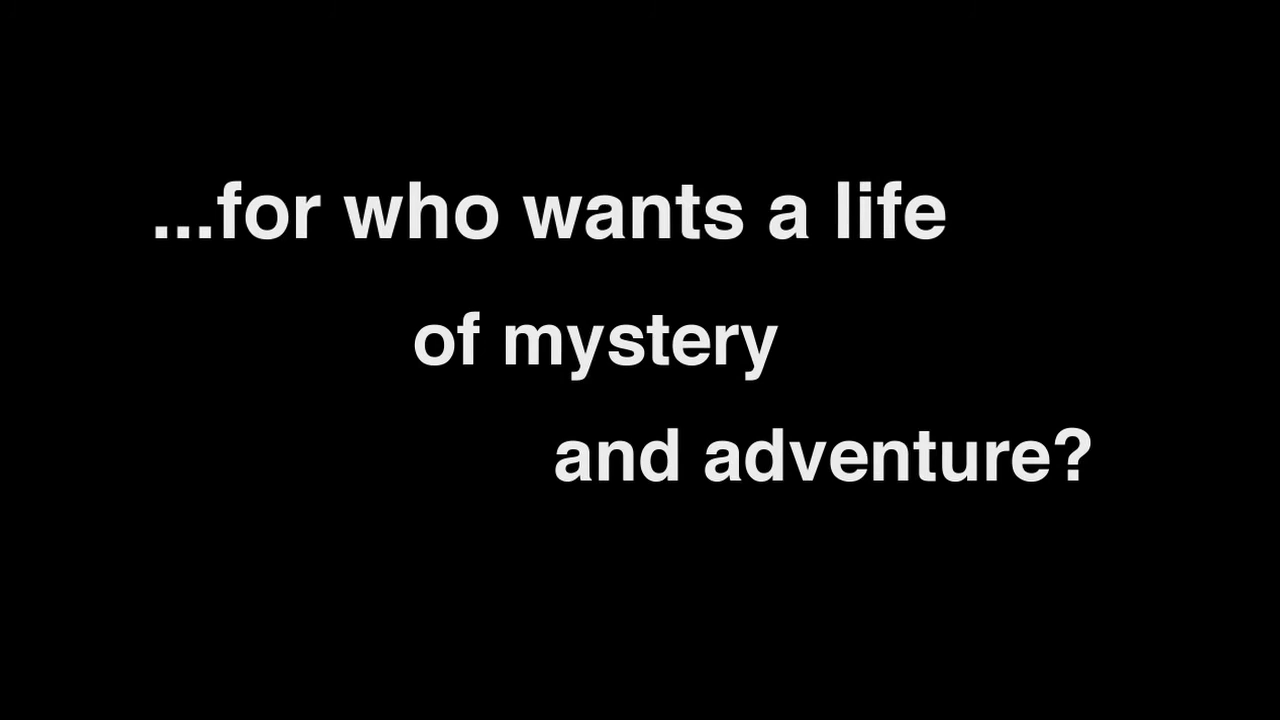 ...for who wants a life
of mystery
and adventure?